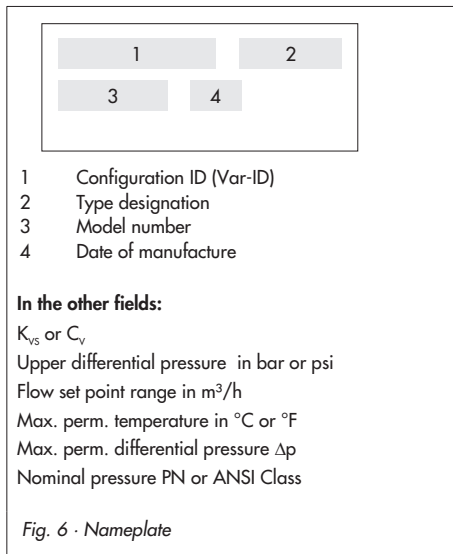 1 2
3 4
1 Configuration ID (Var-ID)
2 Type designation
3 Model number
4 Date of manufacture
In the other fields:
Kvs or Cv
Upper differential pressure in bar or psi
Flow set point range in m³/h
Max. perm. temperature in °C or °F
Max. perm. differential pressure Δp
Nominal pressure PN or ANSI Class
Fig. 6 · Nameplate